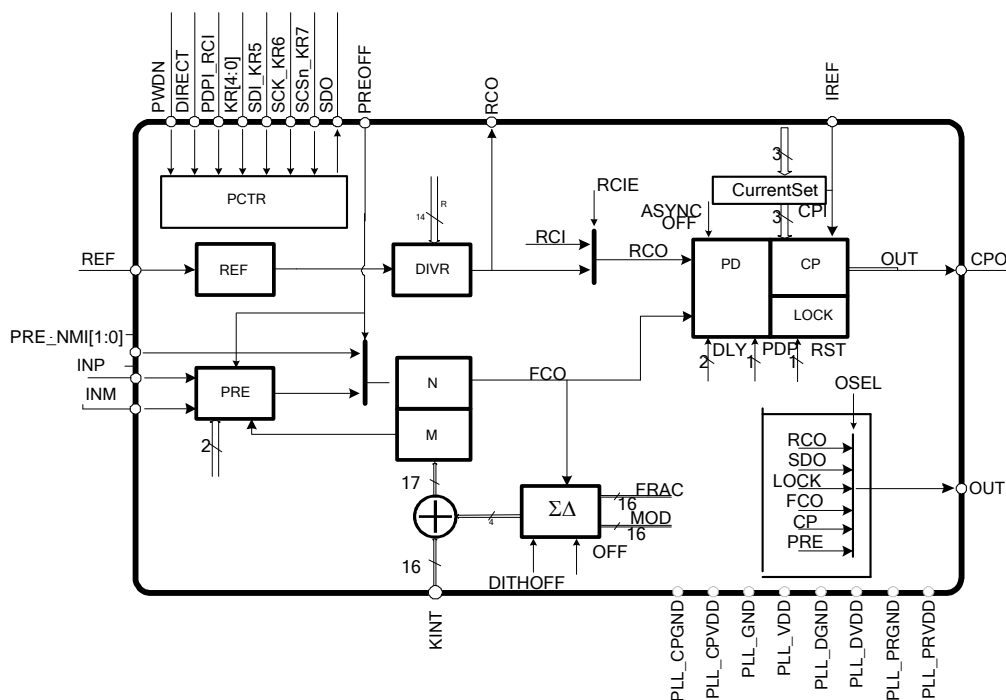 PWDN
DIRECT
PDPI_RCI
KR[4:0]
SDI_KR5
SCK_KR6
SCSn_KR7
SDO
PREOFF
RCO
IREF
3
CurrentSet
3
CPI
PCTR
R
14
RCIE
ASYNC
OFF
REF
REF
DIVR
RCI
RCO
PD
CP
LOCK
OUT
CPO
PRE_NMI[1:0]
INP
INM
PRE
2
N
M
FCO
DLY
PDP
RST
2
1
1
OSEL
RCO
SDO
LOCK
FCO
CP
PRE
OUT
17
4
ΣΔ
FRAC
16
MOD
16
OFF
DITHOFF
16
KINT
PLL_CPGND
PLL_CPVDD
PLL_GND
PLL_VDD
PLL_DGND
PLL_DVDD
PLL_PRGND
PLL_PRVDD